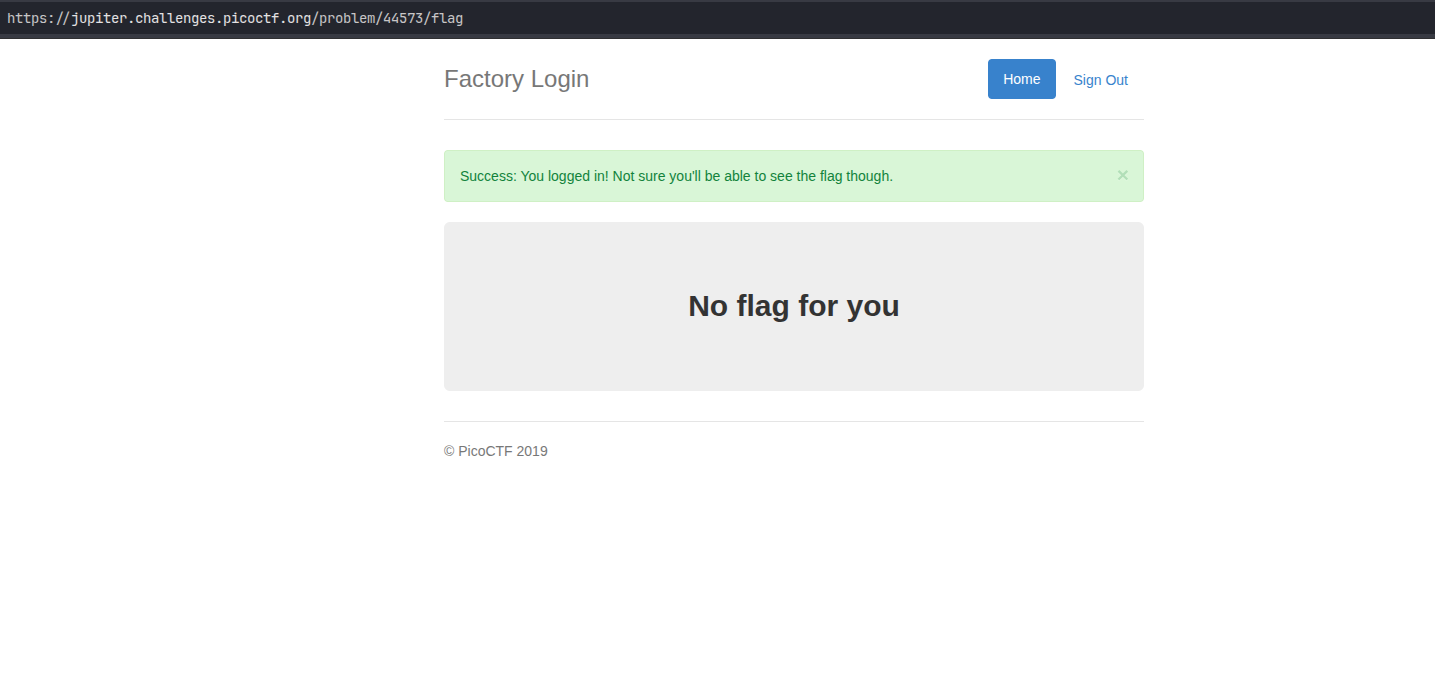 https://jupiter.challenges.picoctf.org/problem/44573/flag
Factory Login
Home
Sign Out
Success: You logged in! Not sure you'll be able to see the flag though.
×
No flag for you
© PicoCTF 2019